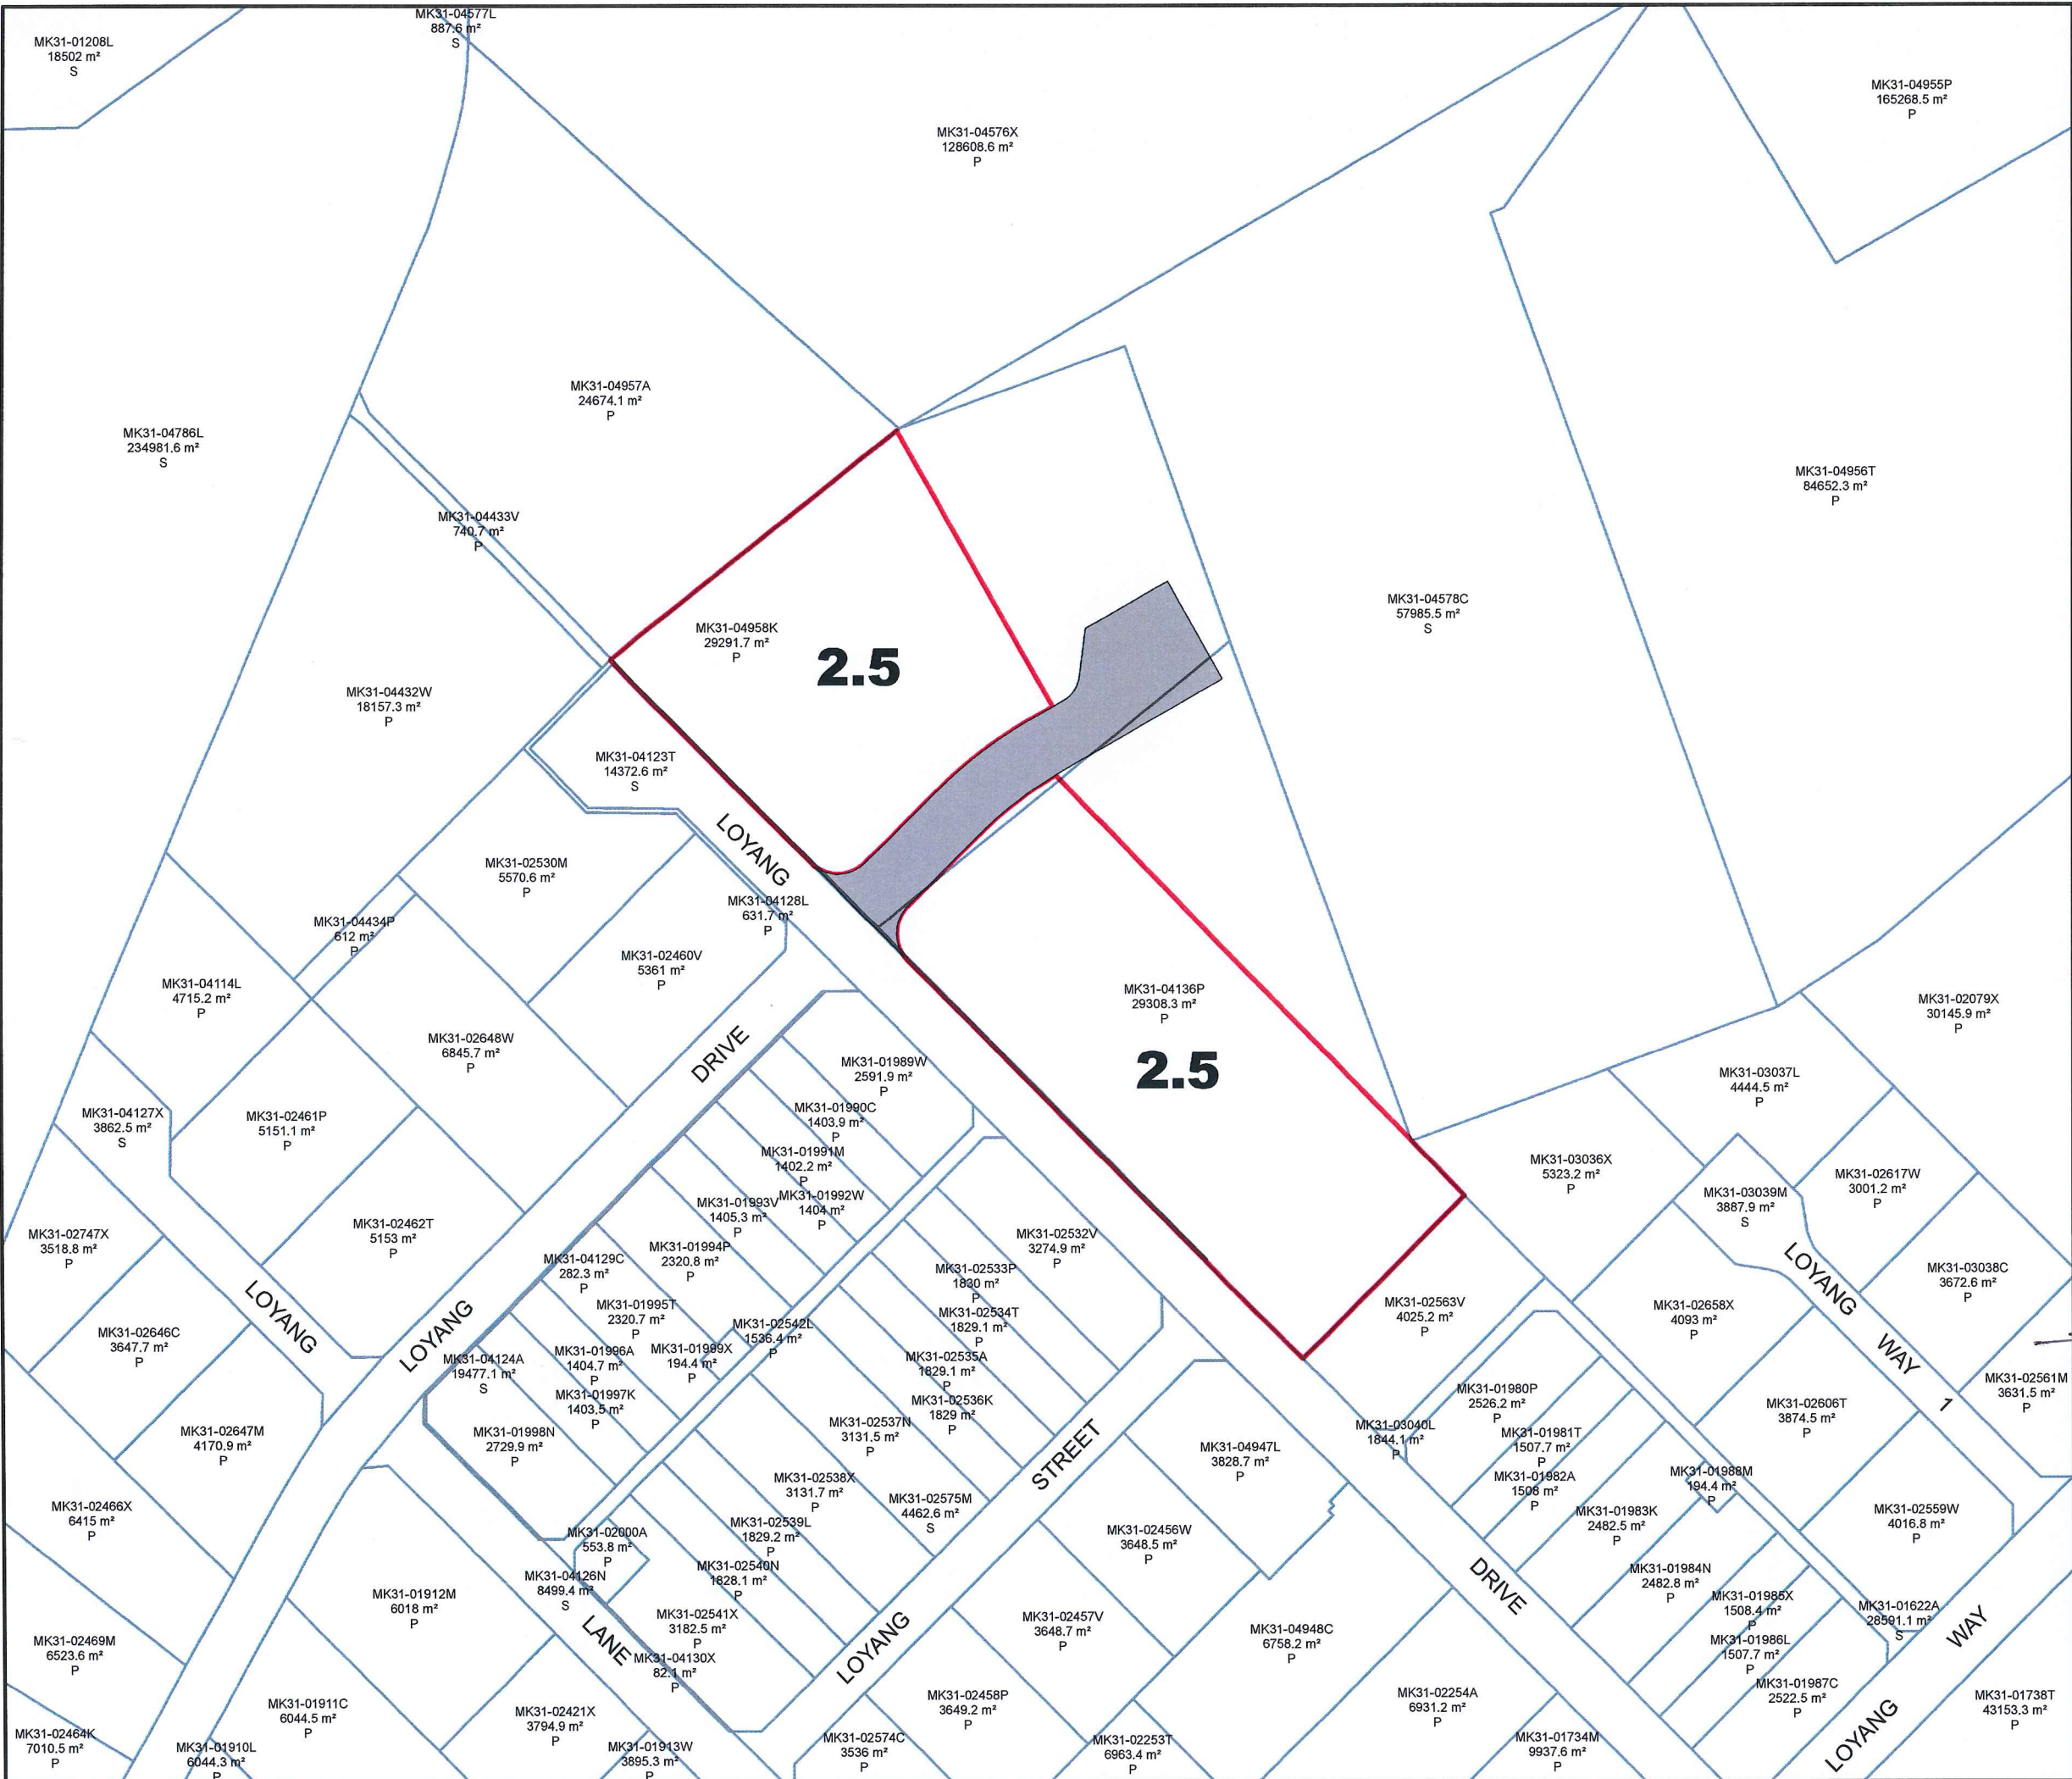 MK31-04577L
887.6 m²
S
MK31-01208L
18502 m²
S
MK31-04955P
165268.5 m²
P
MK31-04576X
128608.6 m²
P
MK31-04957A
24674.1 m²
P
MK31-04786L
234981.6 m²
S
MK31-04956T
84652.3 m²
P
MK31-04433V
740.7 m²
P
MK31-04578C
57985.5 m²
S
MK31-04958K
29291.7 m²
P
2.5
MK31-04432W
18157.3 m²
P
MK31-04123T
14372.6 m²
S
LOYANG
MK31-02530M
5570.6 m²
P
MK31-04128L
631.7 m²
P
MK31-04434P
612 m²
P
MK31-02460V
5361 m²
P
MK31-04114L
4715.2 m²
P
MK31-04136P
29308.3 m²
P
2.5
MK31-02079X
30145.9 m²
P
MK31-02648W
6845.7 m²
P
DRIVE
MK31-01989W
2591.9 m²
P
MK31-03037L
4444.5 m²
P
MK31-04127X
3862.5 m²
S
MK31-02461P
5151.1 m²
P
MK31-01990C
1403.9 m²
P
MK31-01991M
1402.2 m²
P
MK31-03036X
5323.2 m²
P
MK31-02617W
3001.2 m²
P
MK31-03039M
3887.9 m²
S
MK31-01993V
1405.3 m²
P
MK31-01992W
1404 m²
P
MK31-02747X
3518.8 m²
P
MK31-02462T
5153 m²
P
MK31-01994P
2320.8 m²
P
MK31-02532V
3274.9 m²
P
MK31-04129C
282.3 m²
P
MK31-02533P
1830 m²
P
LOYANG
WAY
1
MK31-03038C
3672.6 m²
P
LOYANG
MK31-01995T
2320.7 m²
P
MK31-02534T
1829.1 m²
P
MK31-02563V
4025.2 m²
P
MK31-02658X
4093 m²
P
LOYANG
MK31-02542L
1536.4 m²
P
MK31-02646C
3647.7 m²
P
MK31-04124A
19477.1 m²
S
MK31-01996A
1404.7 m²
P
MK31-01999X
194.4 m²
P
MK31-02535A
1829.1 m²
P
MK31-02561M
3631.5 m²
P
MK31-01997K
1403.5 m²
P
MK31-02536K
1829 m²
P
MK31-01980P
2526.2 m²
P
MK31-02606T
3874.5 m²
P
MK31-02647M
4170.9 m²
P
MK31-01998N
2729.9 m²
P
MK31-02537N
3131.5 m²
P
STREET
MK31-04947L
3828.7 m²
P
MK31-03040L
1844.1 m²
P
MK31-01981T
1507.7 m²
P
MK31-01982A
1508 m²
P
MK31-01988M
194.4 m²
P
MK31-02538X
3131.7 m²
P
MK31-02575M
4462.6 m²
S
MK31-02466X
6415 m²
P
MK31-01983K
2482.5 m²
P
MK31-02559W
4016.8 m²
P
MK31-02000A
553.8 m²
P
MK31-02539L
1829.2 m²
P
MK31-02456W
3648.5 m²
P
MK31-02540N
1828.1 m²
P
MK31-04126N
8499.4 m²
S
DRIVE
MK31-01984N
2482.8 m²
P
MK31-01912M
6018 m²
P
MK31-01985X
1508.4 m²
P
MK31-01622A
28591.1 m²
S
WAY
MK31-02541X
3182.5 m²
P
LANE
LOYANG
MK31-02457V
3648.7 m²
P
MK31-04948C
6758.2 m²
P
MK31-02469M
6523.6 m²
P
MK31-01986L
1507.7 m²
P
MK31-04130X
82.1 m²
P
MK31-01987C
2522.5 m²
P
MK31-01911C
6044.5 m²
P
MK31-02421X
3794.9 m²
P
MK31-02458P
3649.2 m²
P
MK31-02254A
6931.2 m²
P
MK31-01738T
43153.3 m²
P
LOYANG
MK31-02464K
7010.5 m²
P
MK31-01910L
6044.3 m²
P
MK31-01913W
3895.3 m²
P
MK31-02574C
3536 m²
P
MK31-02253T
6963.4 m²
P
MK31-01734M
9937.6 m²
P